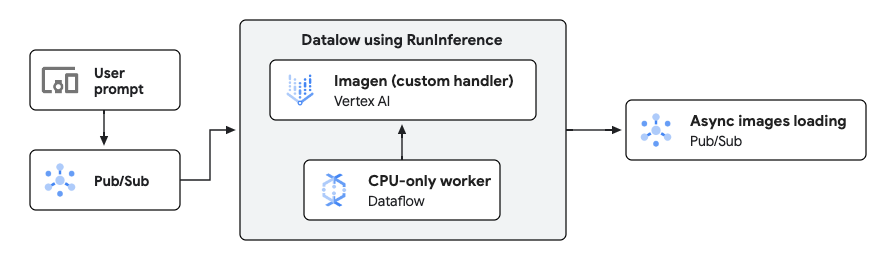 User
prompt
Pub/Sub
Datalow using RunInference
Imagen (custom handler)
Vertex AI
CPU-only worker
Dataflow
Async images loading
Pub/Sub